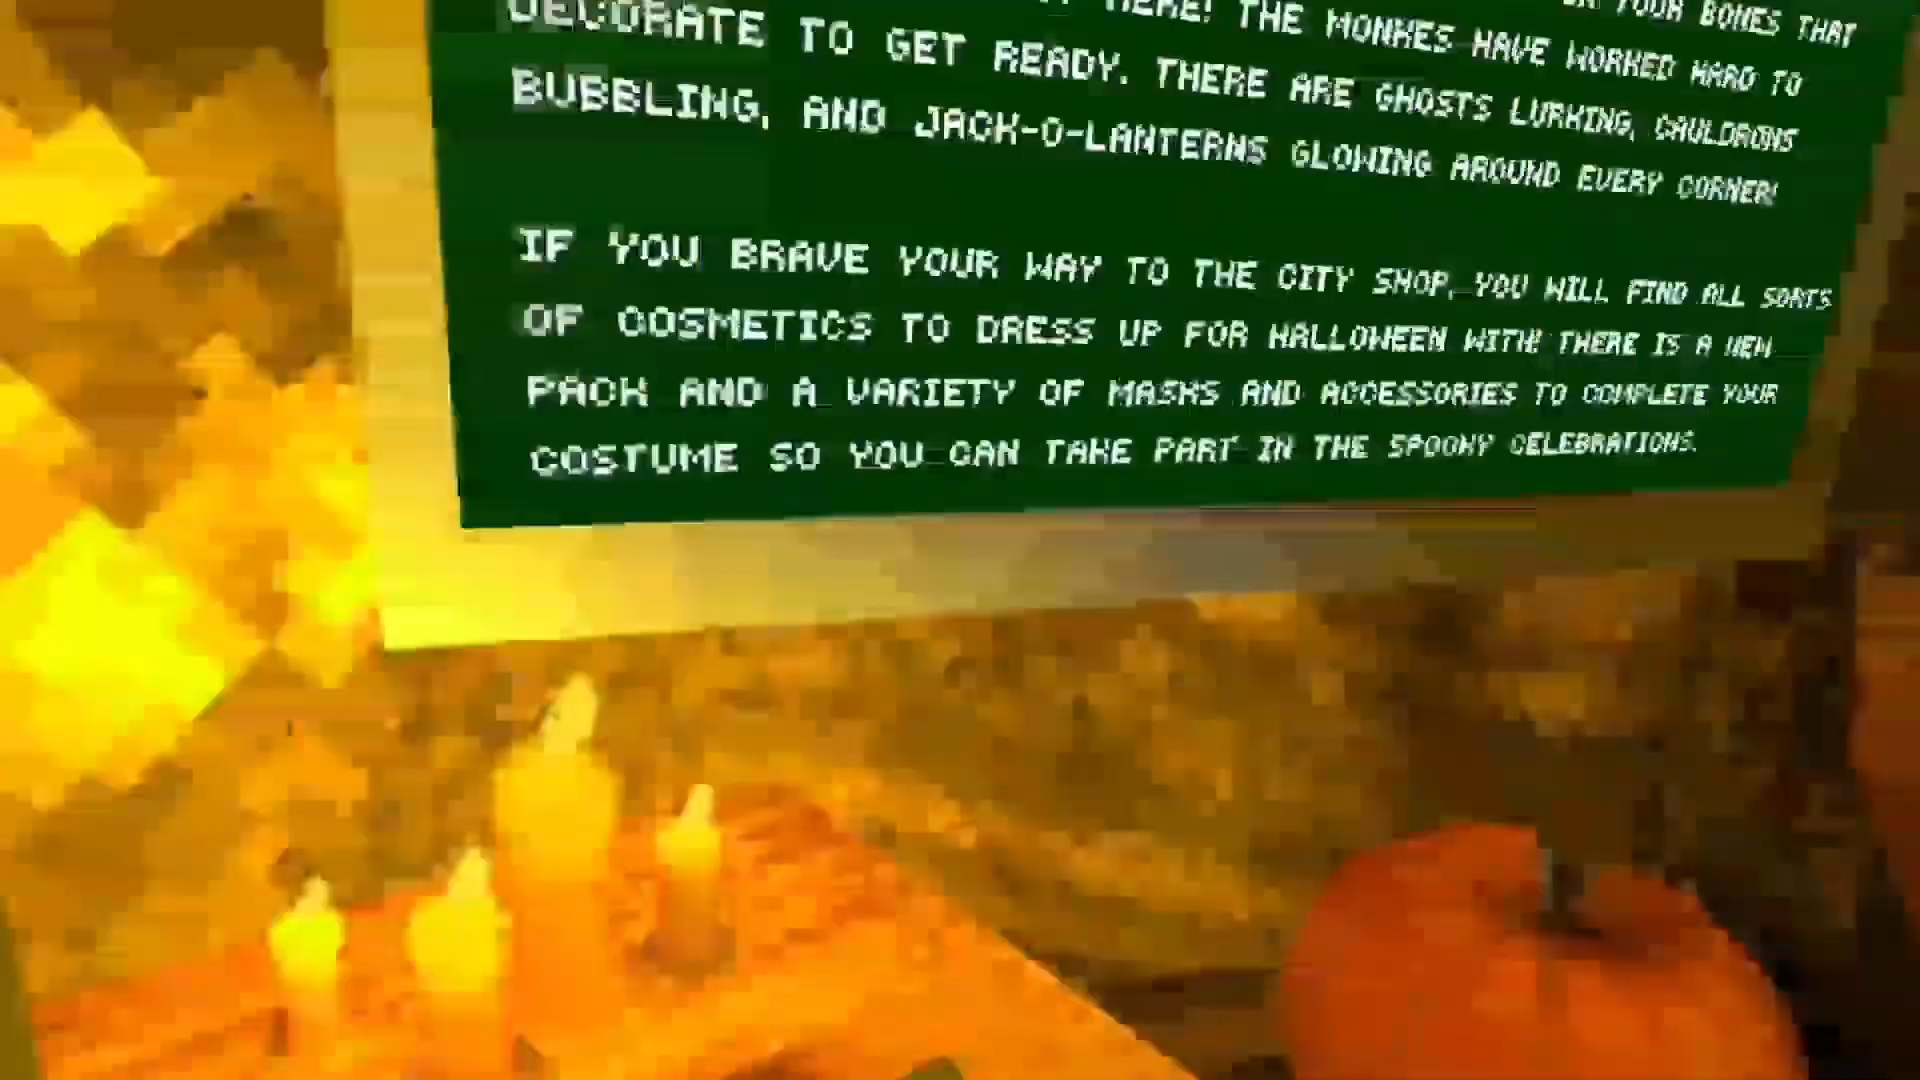 YOUR BONES THAT
HERE! THE MONKES HAVE WORKED HARD TO
DECORATE TO GET READY. THERE ARE GHOSTS LURKING, CAULDRONS
BUBBLING, AND JACK-O-LANTERNS GLOWING AROUND EVERY CORNER!
IF YOU BRAVE YOUR WAY TO THE CITY SHOP, YOU WILL FIND ALL SORTS
OF COSMETICS TO DRESS UP FOR HALLOWEEN WITH! THERE IS A NEW
PACK AND A VARIETY OF MASKS AND ACCESSORIES TO COMPLETE YOUR
COSTUME SO YOU CAN TAKE PART IN THE SPOOKY CELEBRATIONS.